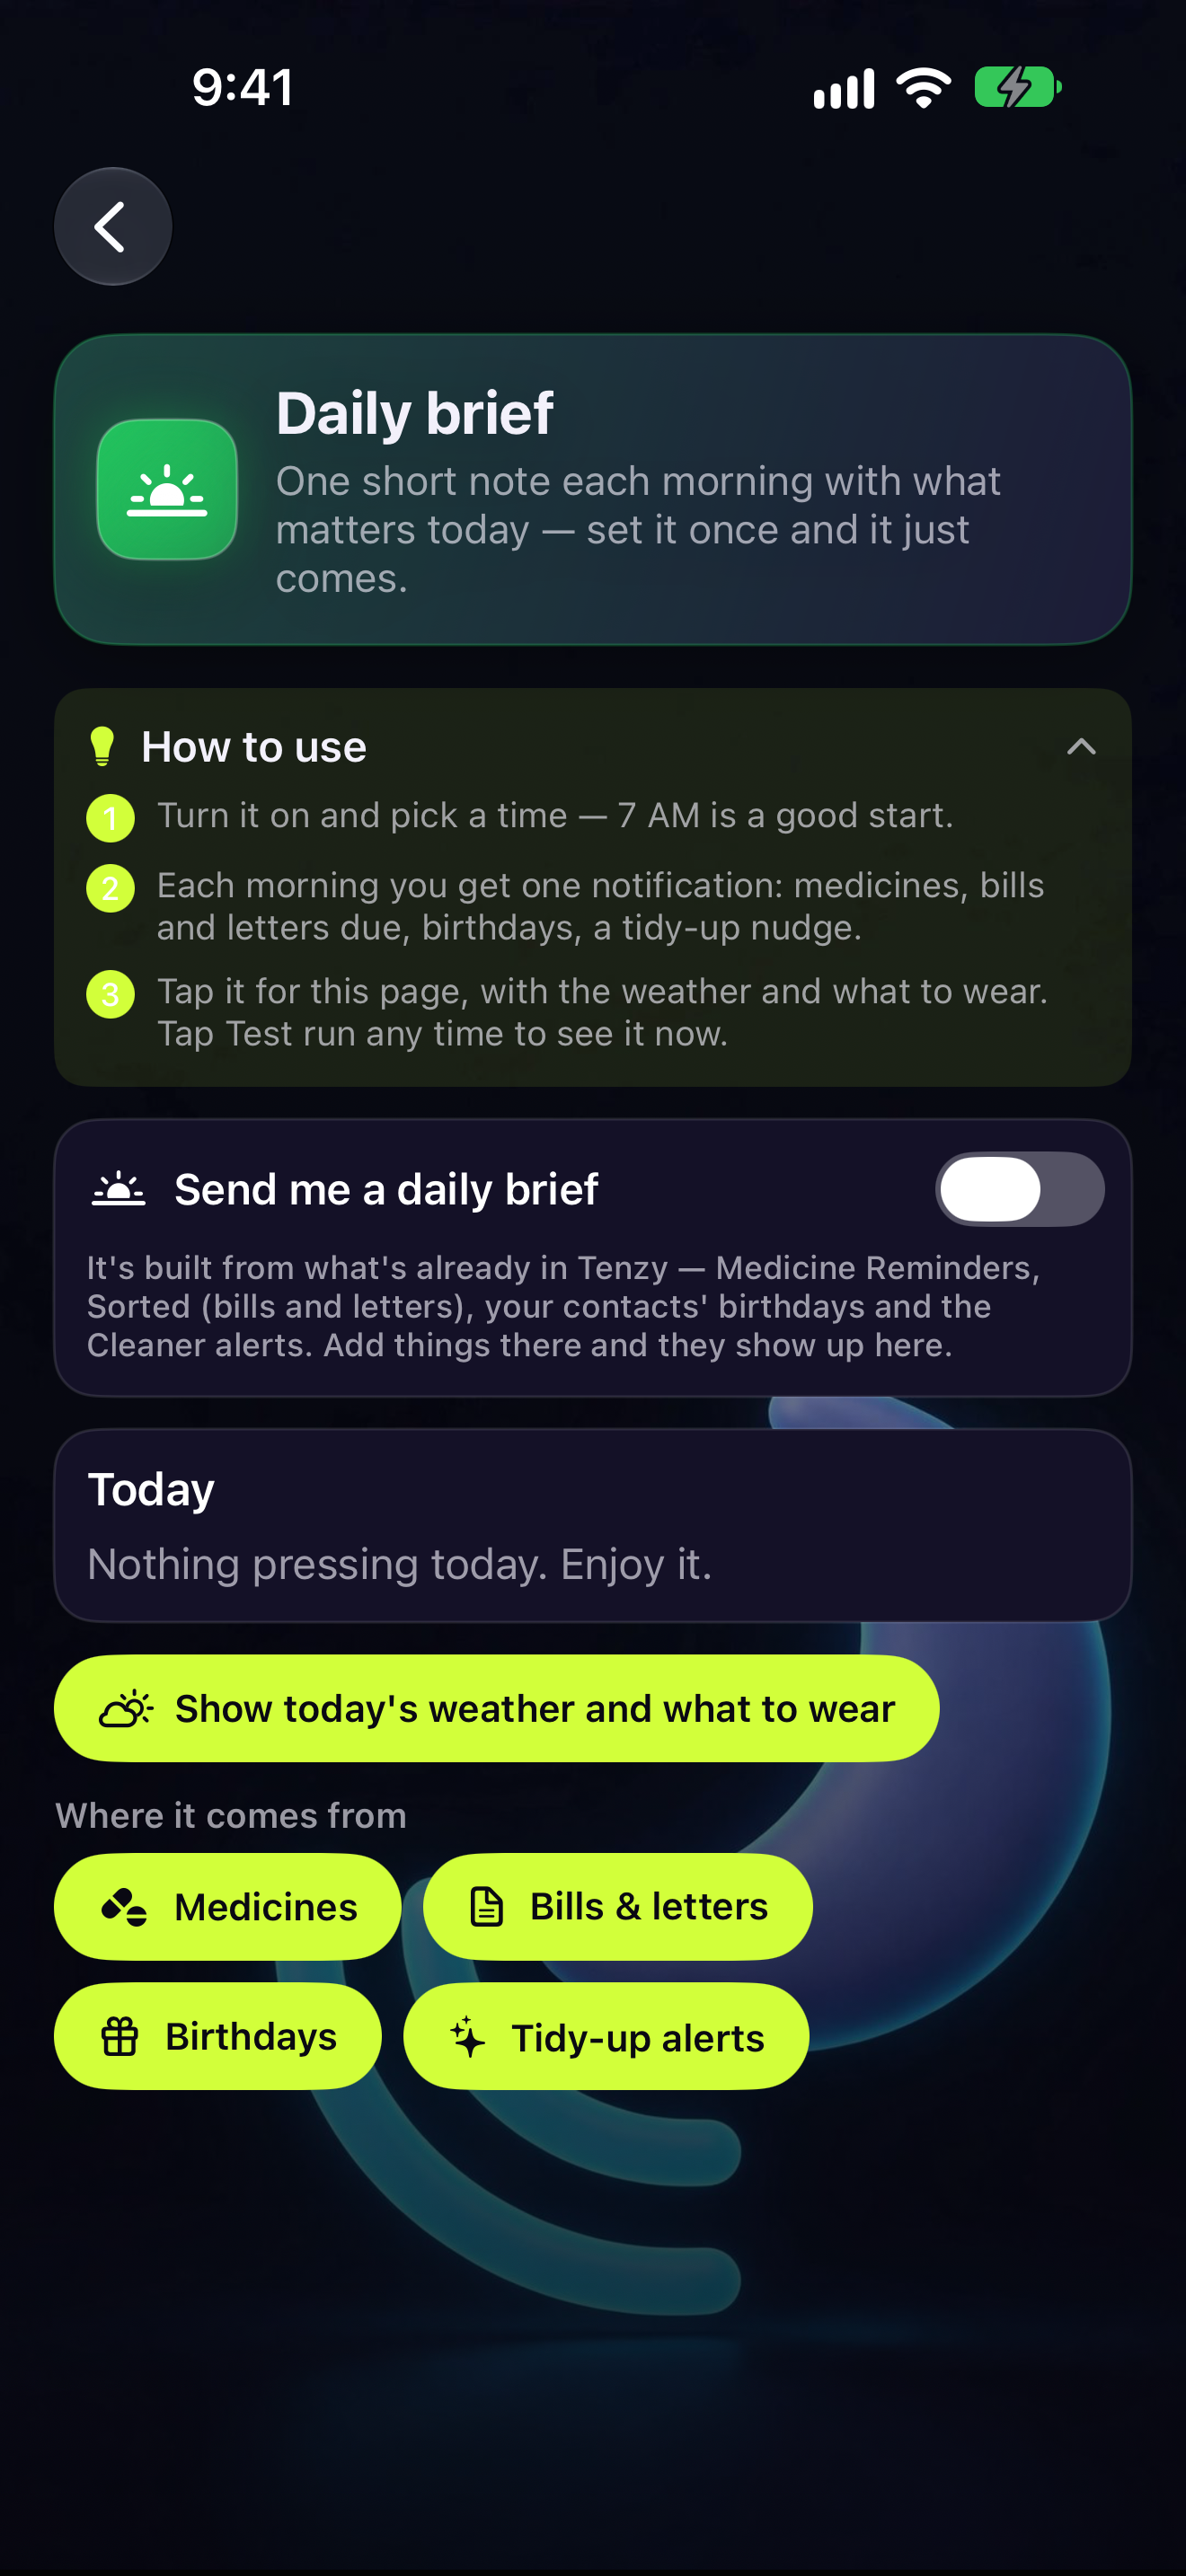 9:41
Daily brief
One short note each morning with what
matters today — set it once and it just
comes.
How to use
1 Turn it on and pick a time — 7 AM is a good start.
2 Each morning you get one notification: medicines, bills
and letters due, birthdays, a tidy-up nudge.
3 Tap it for this page, with the weather and what to wear.
Tap Test run any time to see it now.
Send me a daily brief
It's built from what's already in Tenzy — Medicine Reminders,
Sorted (bills and letters), your contacts' birthdays and the
Cleaner alerts. Add things there and they show up here.
Today
Nothing pressing today. Enjoy it.
Show today's weather and what to wear
Where it comes from
Medicines
Bills & letters
Birthdays
Tidy-up alerts